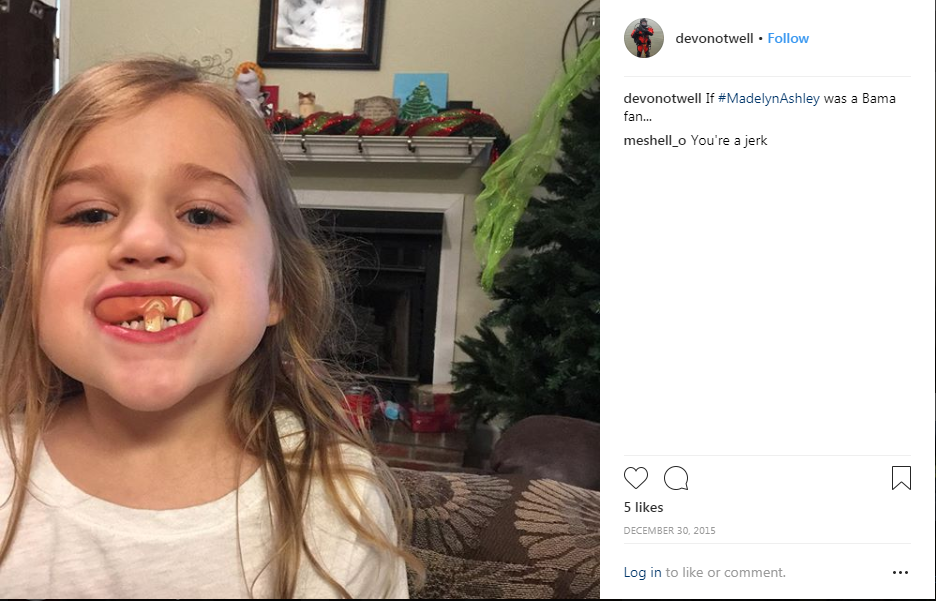 devonotwell • Follow
devonotwell If #MadelynAshley was a Bama
fan...
meshell_o You're a jerk
5 likes
DECEMBER 30, 2015
Log in to like or comment.